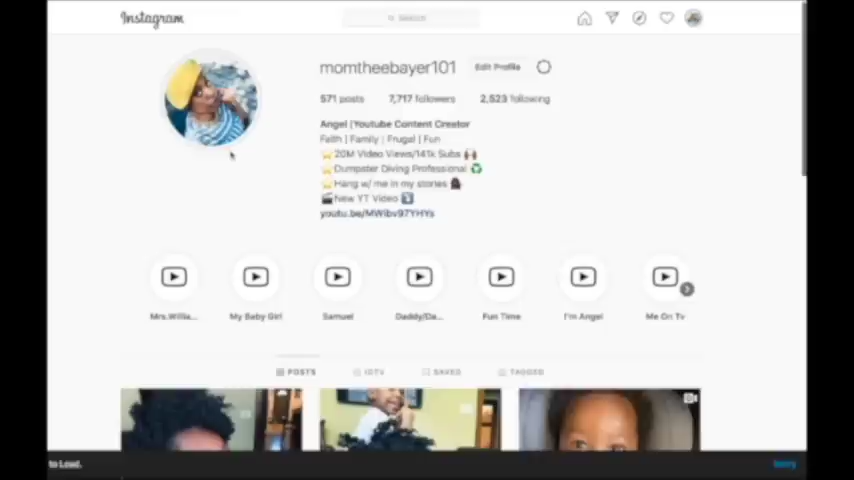 Instagram
Search
momtheebayer101 Edit Profile
571 posts 7,717 followers 2,523 following
Angel |Youtube Content Creator
Faith | Family | Frugal | Fun
⭐20M Video Views/141k Subs
⭐Dumpster Diving Professional ♻️
⭐Hang w/ me in my stories
🎬New YT Video ⬇️
youtu.be/MWibv97YHYs
Mrs.Willia... My Baby Girl Samuel Daddy/Da... Fun Time I'm Angel Me On Tv
POSTS IGTV SAVED TAGGED
to Load.
Retry